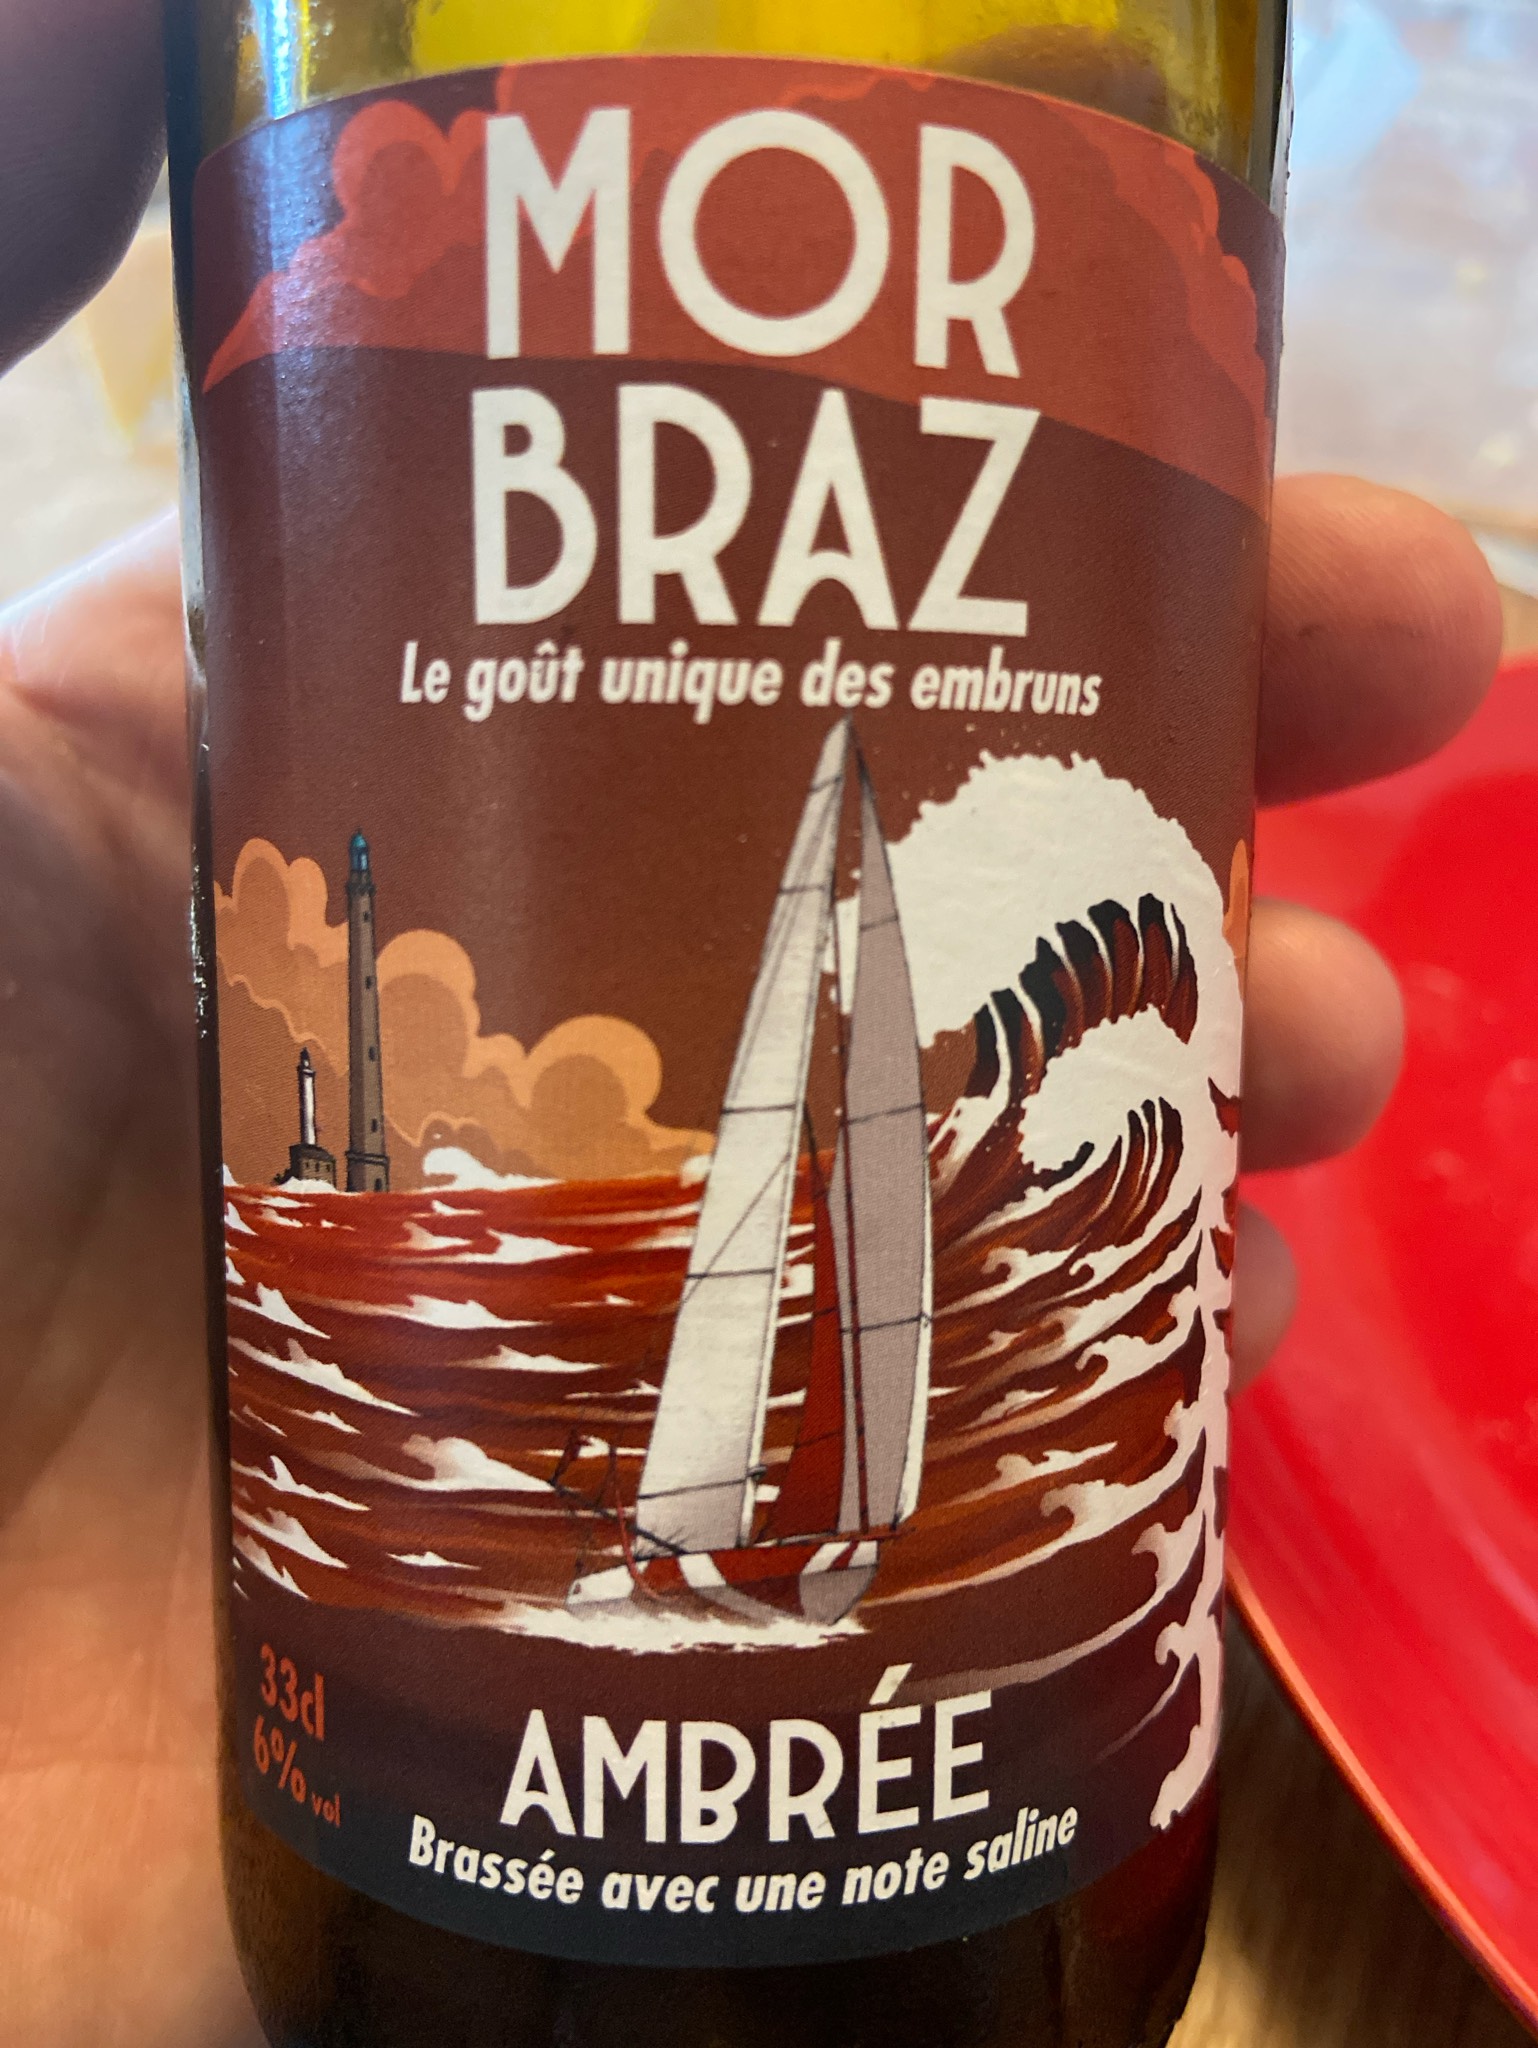 MOR
BRAZ
Le goût unique des embruns
33cl
6% vol
AMBRÉE
Brassée avec une note saline